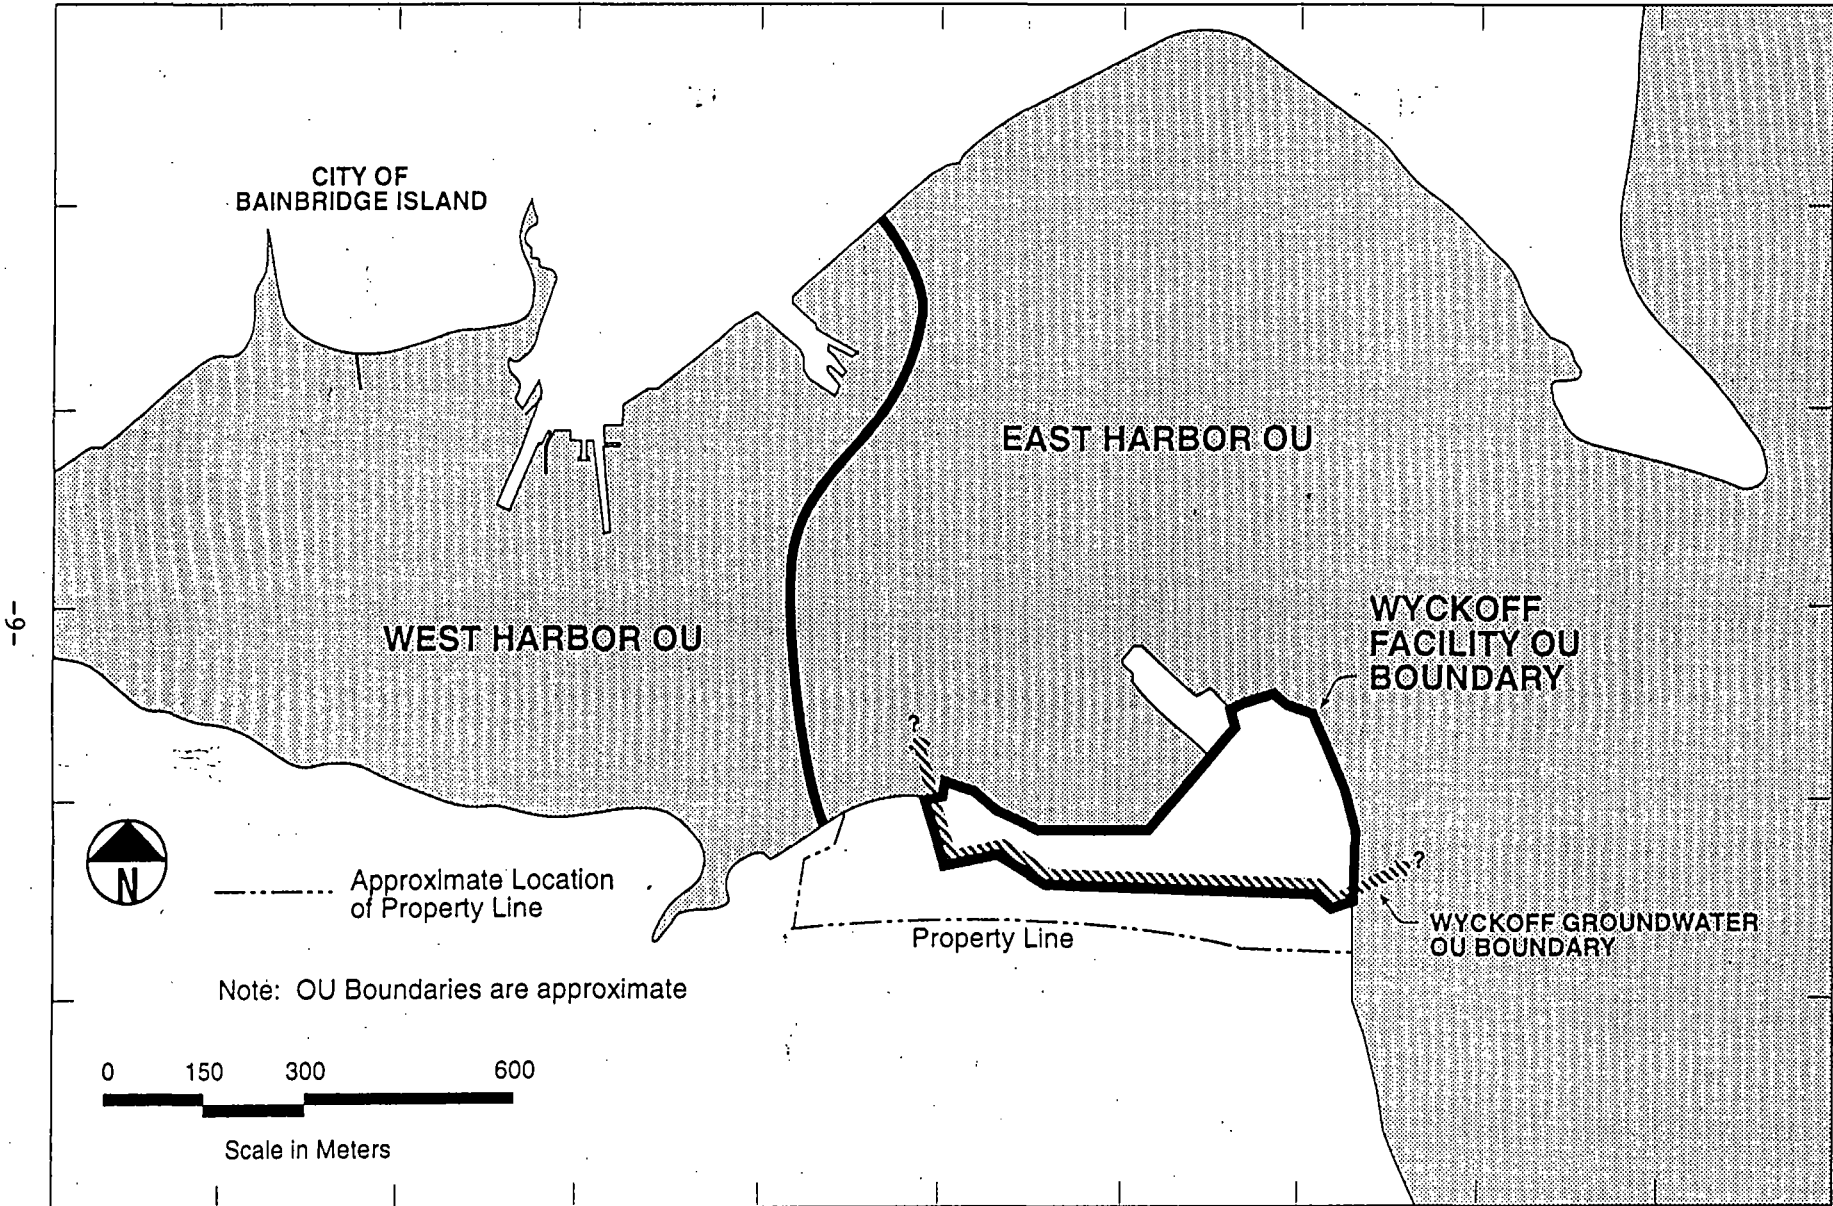 CITY OF
BAINBRIDGE ISLAND
EAST HARBOR OU
WEST HARBOR OU
WYCKOFF
FACILITY OU
BOUNDARY
-6-
?
?
N
Approximate Location
of Property Line
Property Line
WYCKOFF GROUNDWATER
OU BOUNDARY
Note: OU Boundaries are approximate
0 150 300 600
Scale in Meters